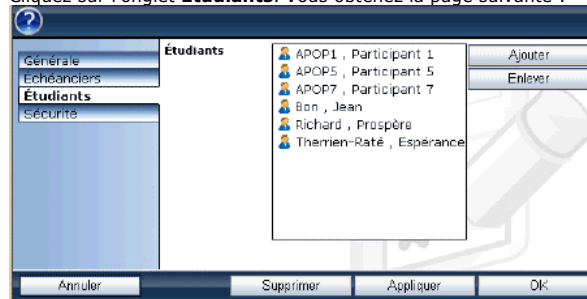 Cliquez sur l'onglet Étudiants. Vous obtenez la page suivante :
?
Générale
Échéanciers
Étudiants
Sécurité
Étudiants
APOP1 , Participant 1
APOP5 , Participant 5
APOP7 , Participant 7
Bon , Jean
Richard , Prospère
Therrien-Raté , Espérance
Ajouter
Enlever
Annuler
Supprimer
Appliquer
OK